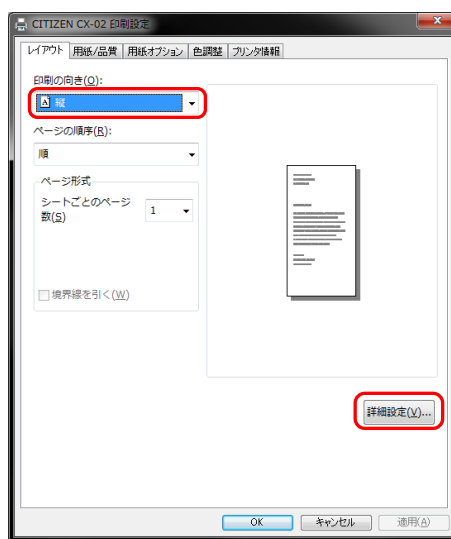 CITIZEN CX-02 印刷設定
レイアウト 用紙/品質 用紙オプション 色調整 プリンタ情報
印刷の向き(O):
縦
ページの順序(R):
順
ページ形式
シートごとのページ
数(S)
1
境界線を引く(W)
詳細設定(V)...
OK キャンセル 適用(A)